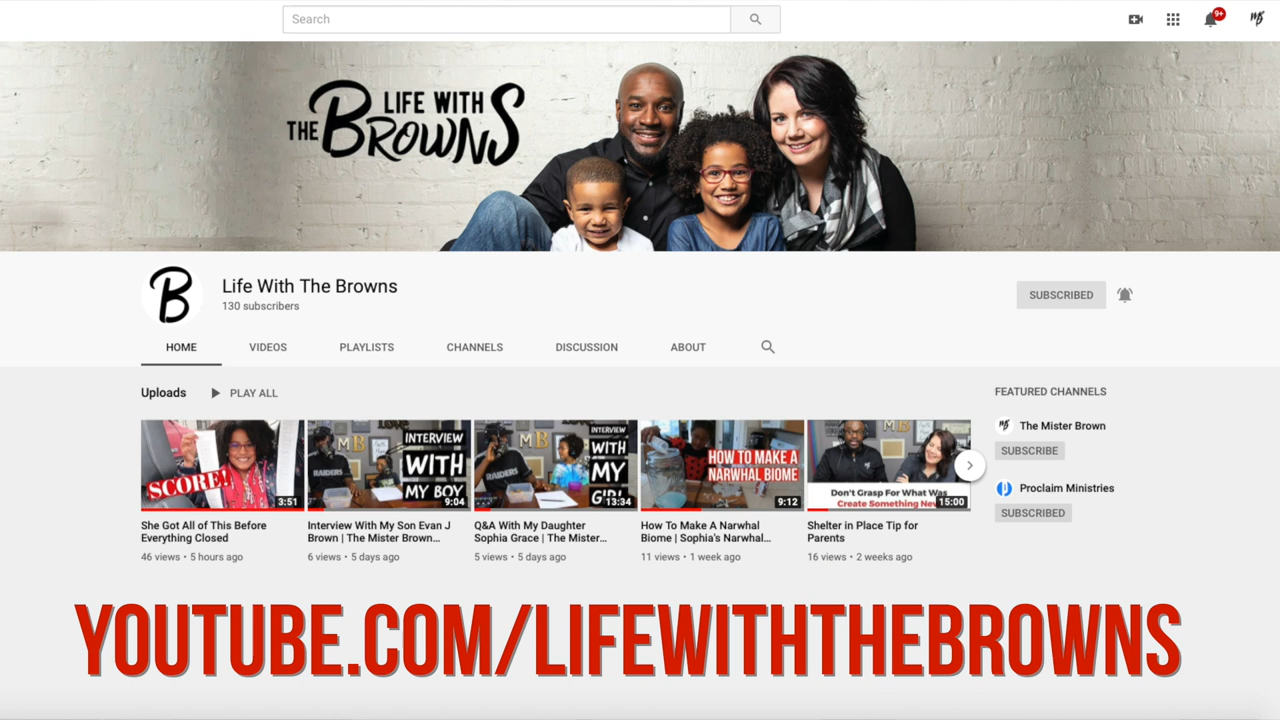 Search
9+
MB
LIFE WITH
THE BROWNS
B
Life With The Browns
130 subscribers
SUBSCRIBED
HOME VIDEOS PLAYLISTS CHANNELS DISCUSSION ABOUT
Uploads PLAY ALL
FEATURED CHANNELS
SCORE!
3:51
MB
RAIDERS
INTERVIEW
WITH
MY BOY
9:04
MB
RAIDERS
INTERVIEW
WITH
MY
GIRL
13:34
HOW TO MAKE A
NARWHAL BIOME
9:12
Don't Grasp For What Was
Create Something New
15:00
She Got All of This Before
Everything Closed
46 views • 5 hours ago
Interview With My Son Evan J
Brown | The Mister Brown...
6 views • 5 days ago
Q&A With My Daughter
Sophia Grace | The Mister...
5 views • 5 days ago
How To Make A Narwhal
Biome | Sophia's Narwhal...
11 views • 1 week ago
Shelter in Place Tip for
Parents
16 views • 2 weeks ago
The Mister Brown
SUBSCRIBE
Proclaim Ministries
SUBSCRIBED
YOUTUBE.COM/LIFEWITHTHEBROWNS